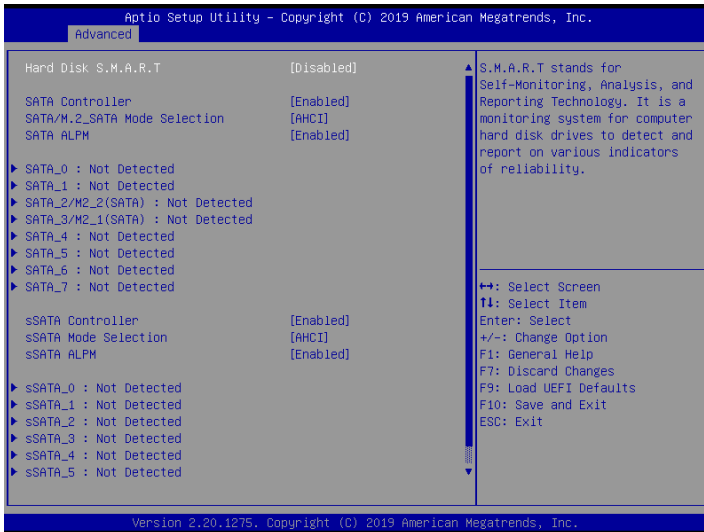 Aptio Setup Utility – Copyright (C) 2019 American Megatrends, Inc.
Advanced
Hard Disk S.M.A.R.T [Disabled]
SATA Controller [Enabled]
SATA/M.2_SATA Mode Selection [AHCI]
SATA ALPM [Enabled]
SATA_0 : Not Detected
SATA_1 : Not Detected
SATA_2/M2_2(SATA) : Not Detected
SATA_3/M2_1(SATA) : Not Detected
SATA_4 : Not Detected
SATA_5 : Not Detected
SATA_6 : Not Detected
SATA_7 : Not Detected
sSATA Controller [Enabled]
sSATA Mode Selection [AHCI]
sSATA ALPM [Enabled]
sSATA_0 : Not Detected
sSATA_1 : Not Detected
sSATA_2 : Not Detected
sSATA_3 : Not Detected
sSATA_4 : Not Detected
sSATA_5 : Not Detected
S.M.A.R.T stands for
Self-Monitoring, Analysis, and
Reporting Technology. It is a
monitoring system for computer
hard disk drives to detect and
report on various indicators
of reliability.
↔: Select Screen
↑↓: Select Item
Enter: Select
+/-: Change Option
F1: General Help
F7: Discard Changes
F9: Load UEFI Defaults
F10: Save and Exit
ESC: Exit
Version 2.20.1275. Copyright (C) 2019 American Megatrends, Inc.